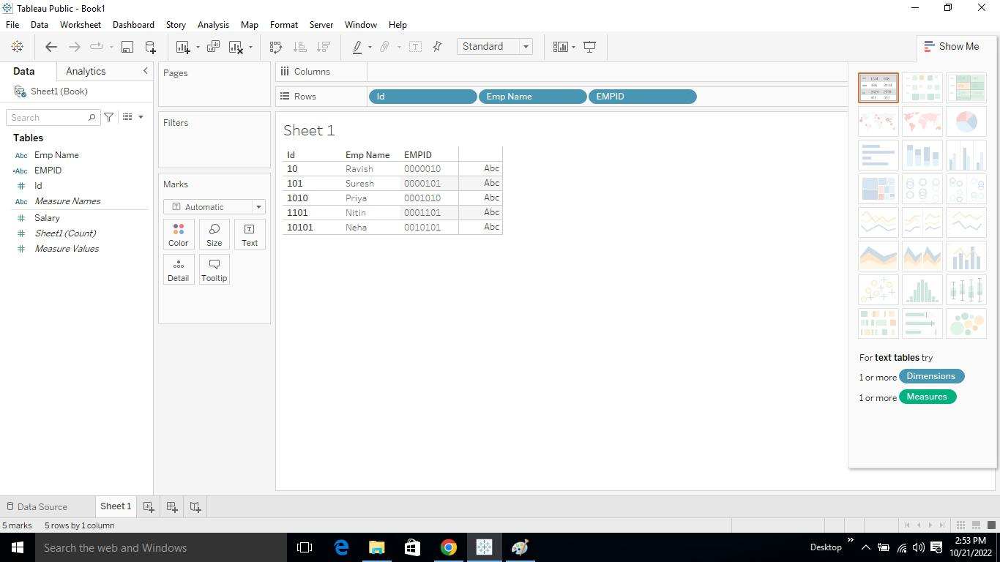 Tableau Public - Book1
File Data Worksheet Dashboard Story Analysis Map Format Server Window Help
Standard
Show Me
Data Analytics
Sheet1 (Book)
Search
Tables
Abc Emp Name
=Abc EMPID
# Id
Abc Measure Names
# Salary
# Sheet1 (Count)
# Measure Values
Pages
Filters
Marks
Automatic
Color Size Text
Detail Tooltip
Columns
Rows Id Emp Name EMPID
Sheet 1
Id Emp Name EMPID
10 Ravish 0000010 Abc
101 Suresh 0000101 Abc
1010 Priya 0001010 Abc
1101 Nitin 0001101 Abc
10101 Neha 0010101 Abc
For text tables try
1 or more Dimensions
1 or more Measures
Data Source Sheet 1
5 marks 5 rows by 1 column
Search the web and Windows
Desktop
2:53 PM
10/21/2022